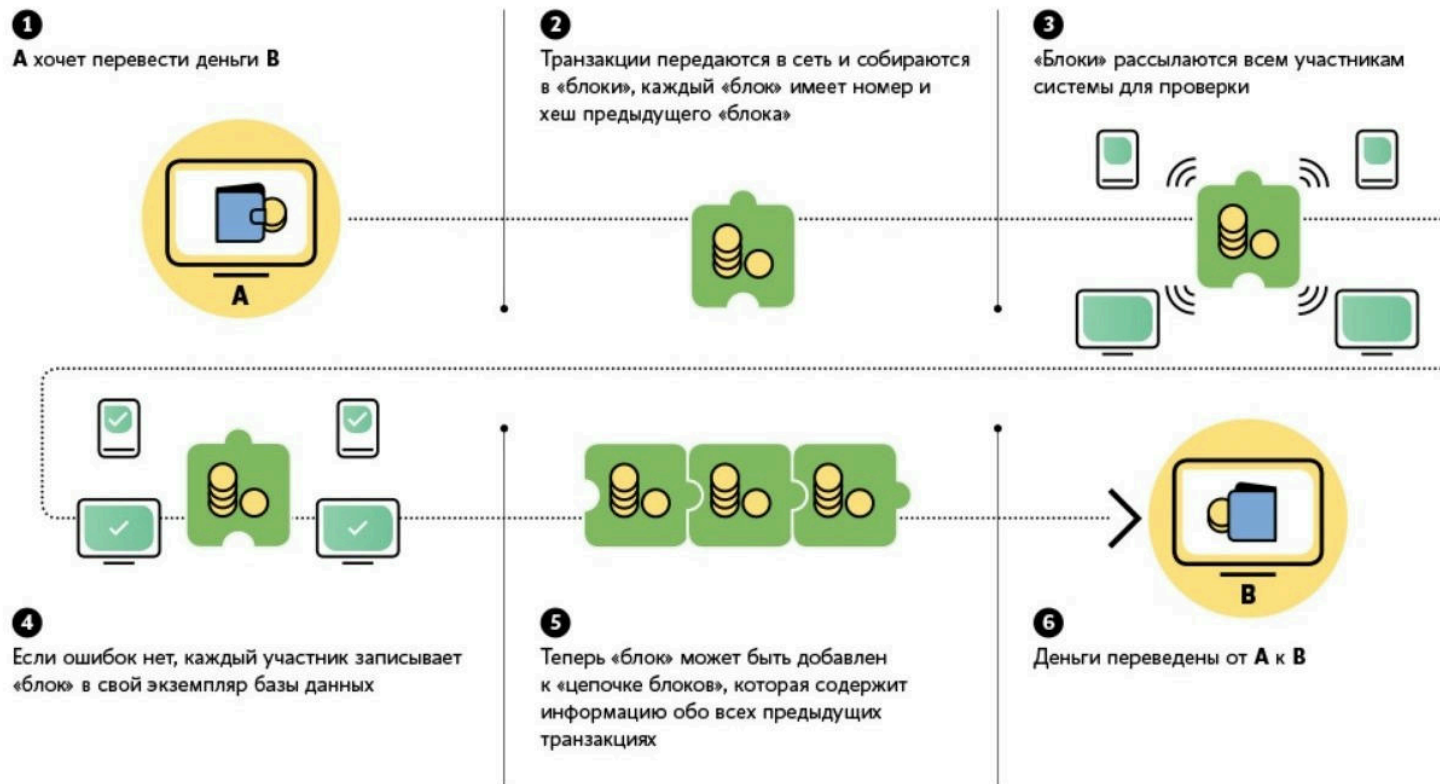 1
А хочет перевести деньги В
2
Транзакции передаются в сеть и собираются
в «блоки», каждый «блок» имеет номер и
хеш предыдущего «блока»
3
«Блоки» рассылаются всем участникам
системы для проверки
А
4
Если ошибок нет, каждый участник записывает
«блок» в свой экземпляр базы данных
5
Теперь «блок» может быть добавлен
к «цепочке блоков», которая содержит
информацию обо всех предыдущих
транзакциях
В
6
Деньги переведены от А к В